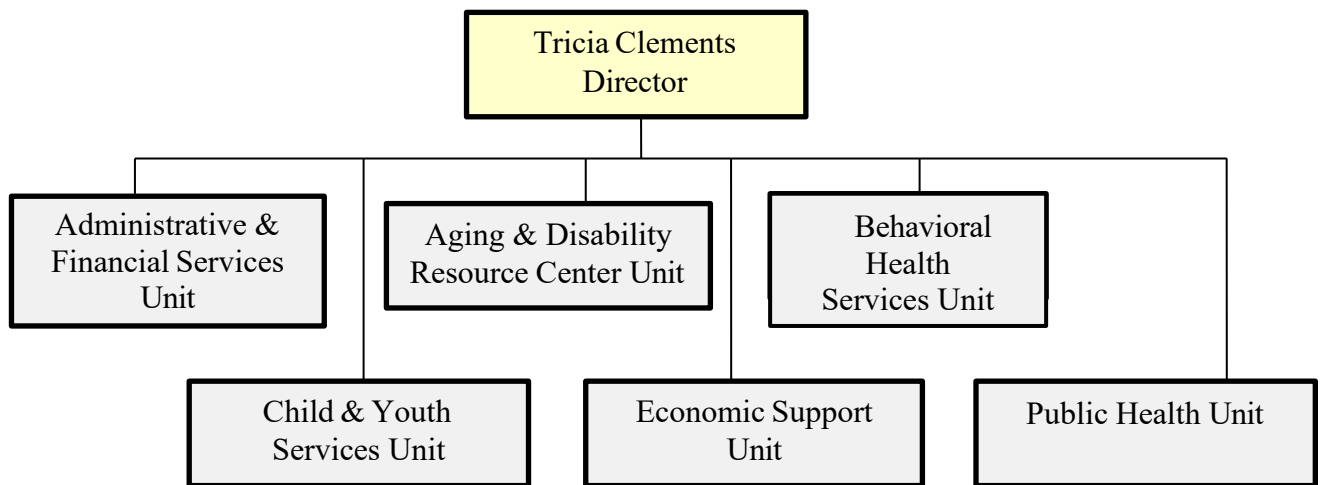 Tricia Clements
Director
Administrative &
Financial Services
Unit
Aging & Disability
Resource Center Unit
Behavioral
Health
Services Unit
Child & Youth
Services Unit
Economic Support
Unit
Public Health Unit